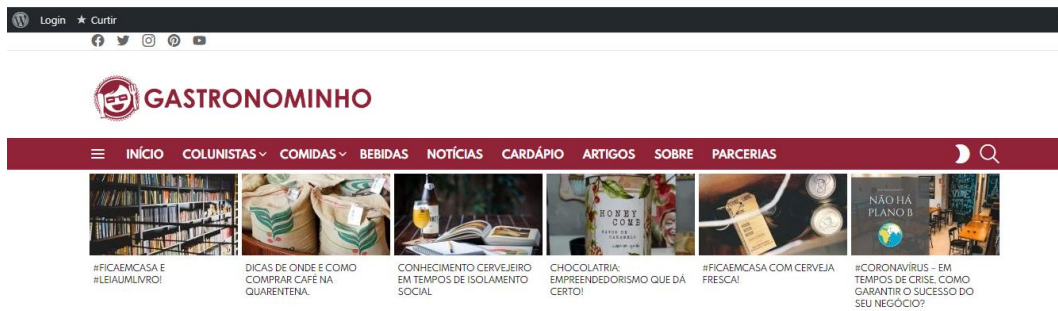 Login ★ Curtir
GASTRONOMINHO
INÍCIO COLUNISTAS COMIDAS BEBIDAS NOTÍCIAS CARDÁPIO ARTIGOS SOBRE PARCERIAS
HONEY
COMB
NÃO HÁ
PLANO B
#FICAEMCASA E
#LEIAUMLIVRO!
DICAS DE ONDE E COMO
COMPRAR CAFÉ NA
QUARENTENA.
CONHECIMENTO CERVEJEIRO
EM TEMPOS DE ISOLAMENTO
SOCIAL
CHOCOLATRIA:
EMPREENDEDORISMO QUE DÁ
CERTO!
#FICAEMCASA COM CERVEJA
FRESCA!
#CORONAVÍRUS – EM
TEMPOS DE CRISE, COMO
GARANTIR O SUCESSO DO
SEU NEGÓCIO?